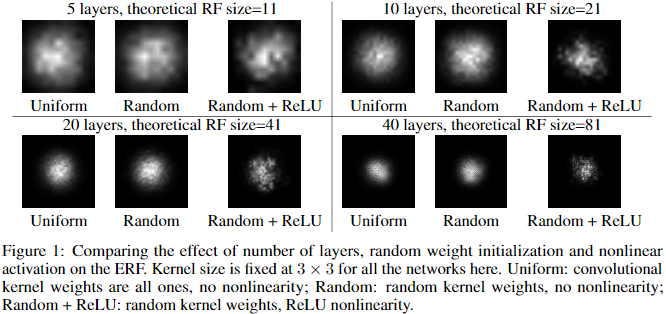 5 layers, theoretical RF size=11
Uniform Random Random + ReLU
10 layers, theoretical RF size=21
Uniform Random Random + ReLU
20 layers, theoretical RF size=41
Uniform Random Random + ReLU
40 layers, theoretical RF size=81
Uniform Random Random + ReLU
Figure 1: Comparing the effect of number of layers, random weight initialization and nonlinear
activation on the ERF. Kernel size is fixed at 3 × 3 for all the networks here. Uniform: convolutional
kernel weights are all ones, no nonlinearity; Random: random kernel weights, no nonlinearity;
Random + ReLU: random kernel weights, ReLU nonlinearity.